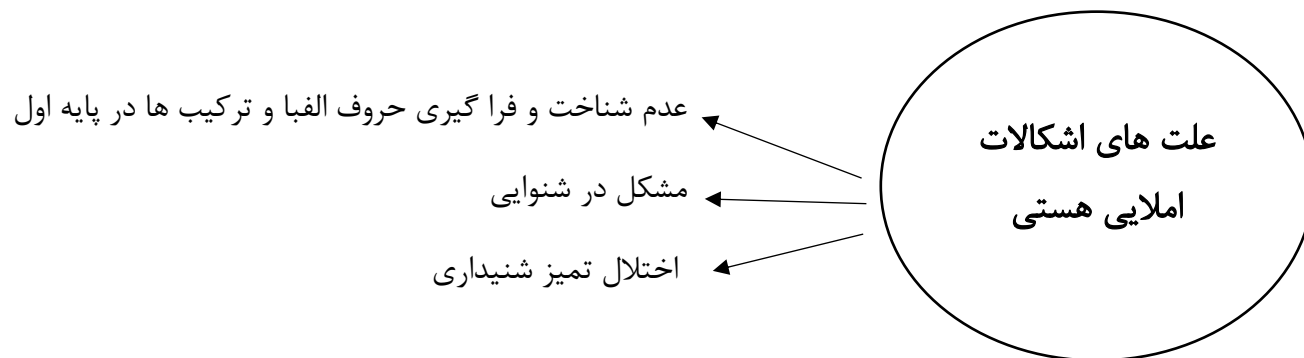 علت های اشکالات
املایی هستی
عدم شناخت و فرا گیری حروف الفبا و ترکیب ها در پایه اول
مشکل در شنوایی
اختلال تمیز شنیداری